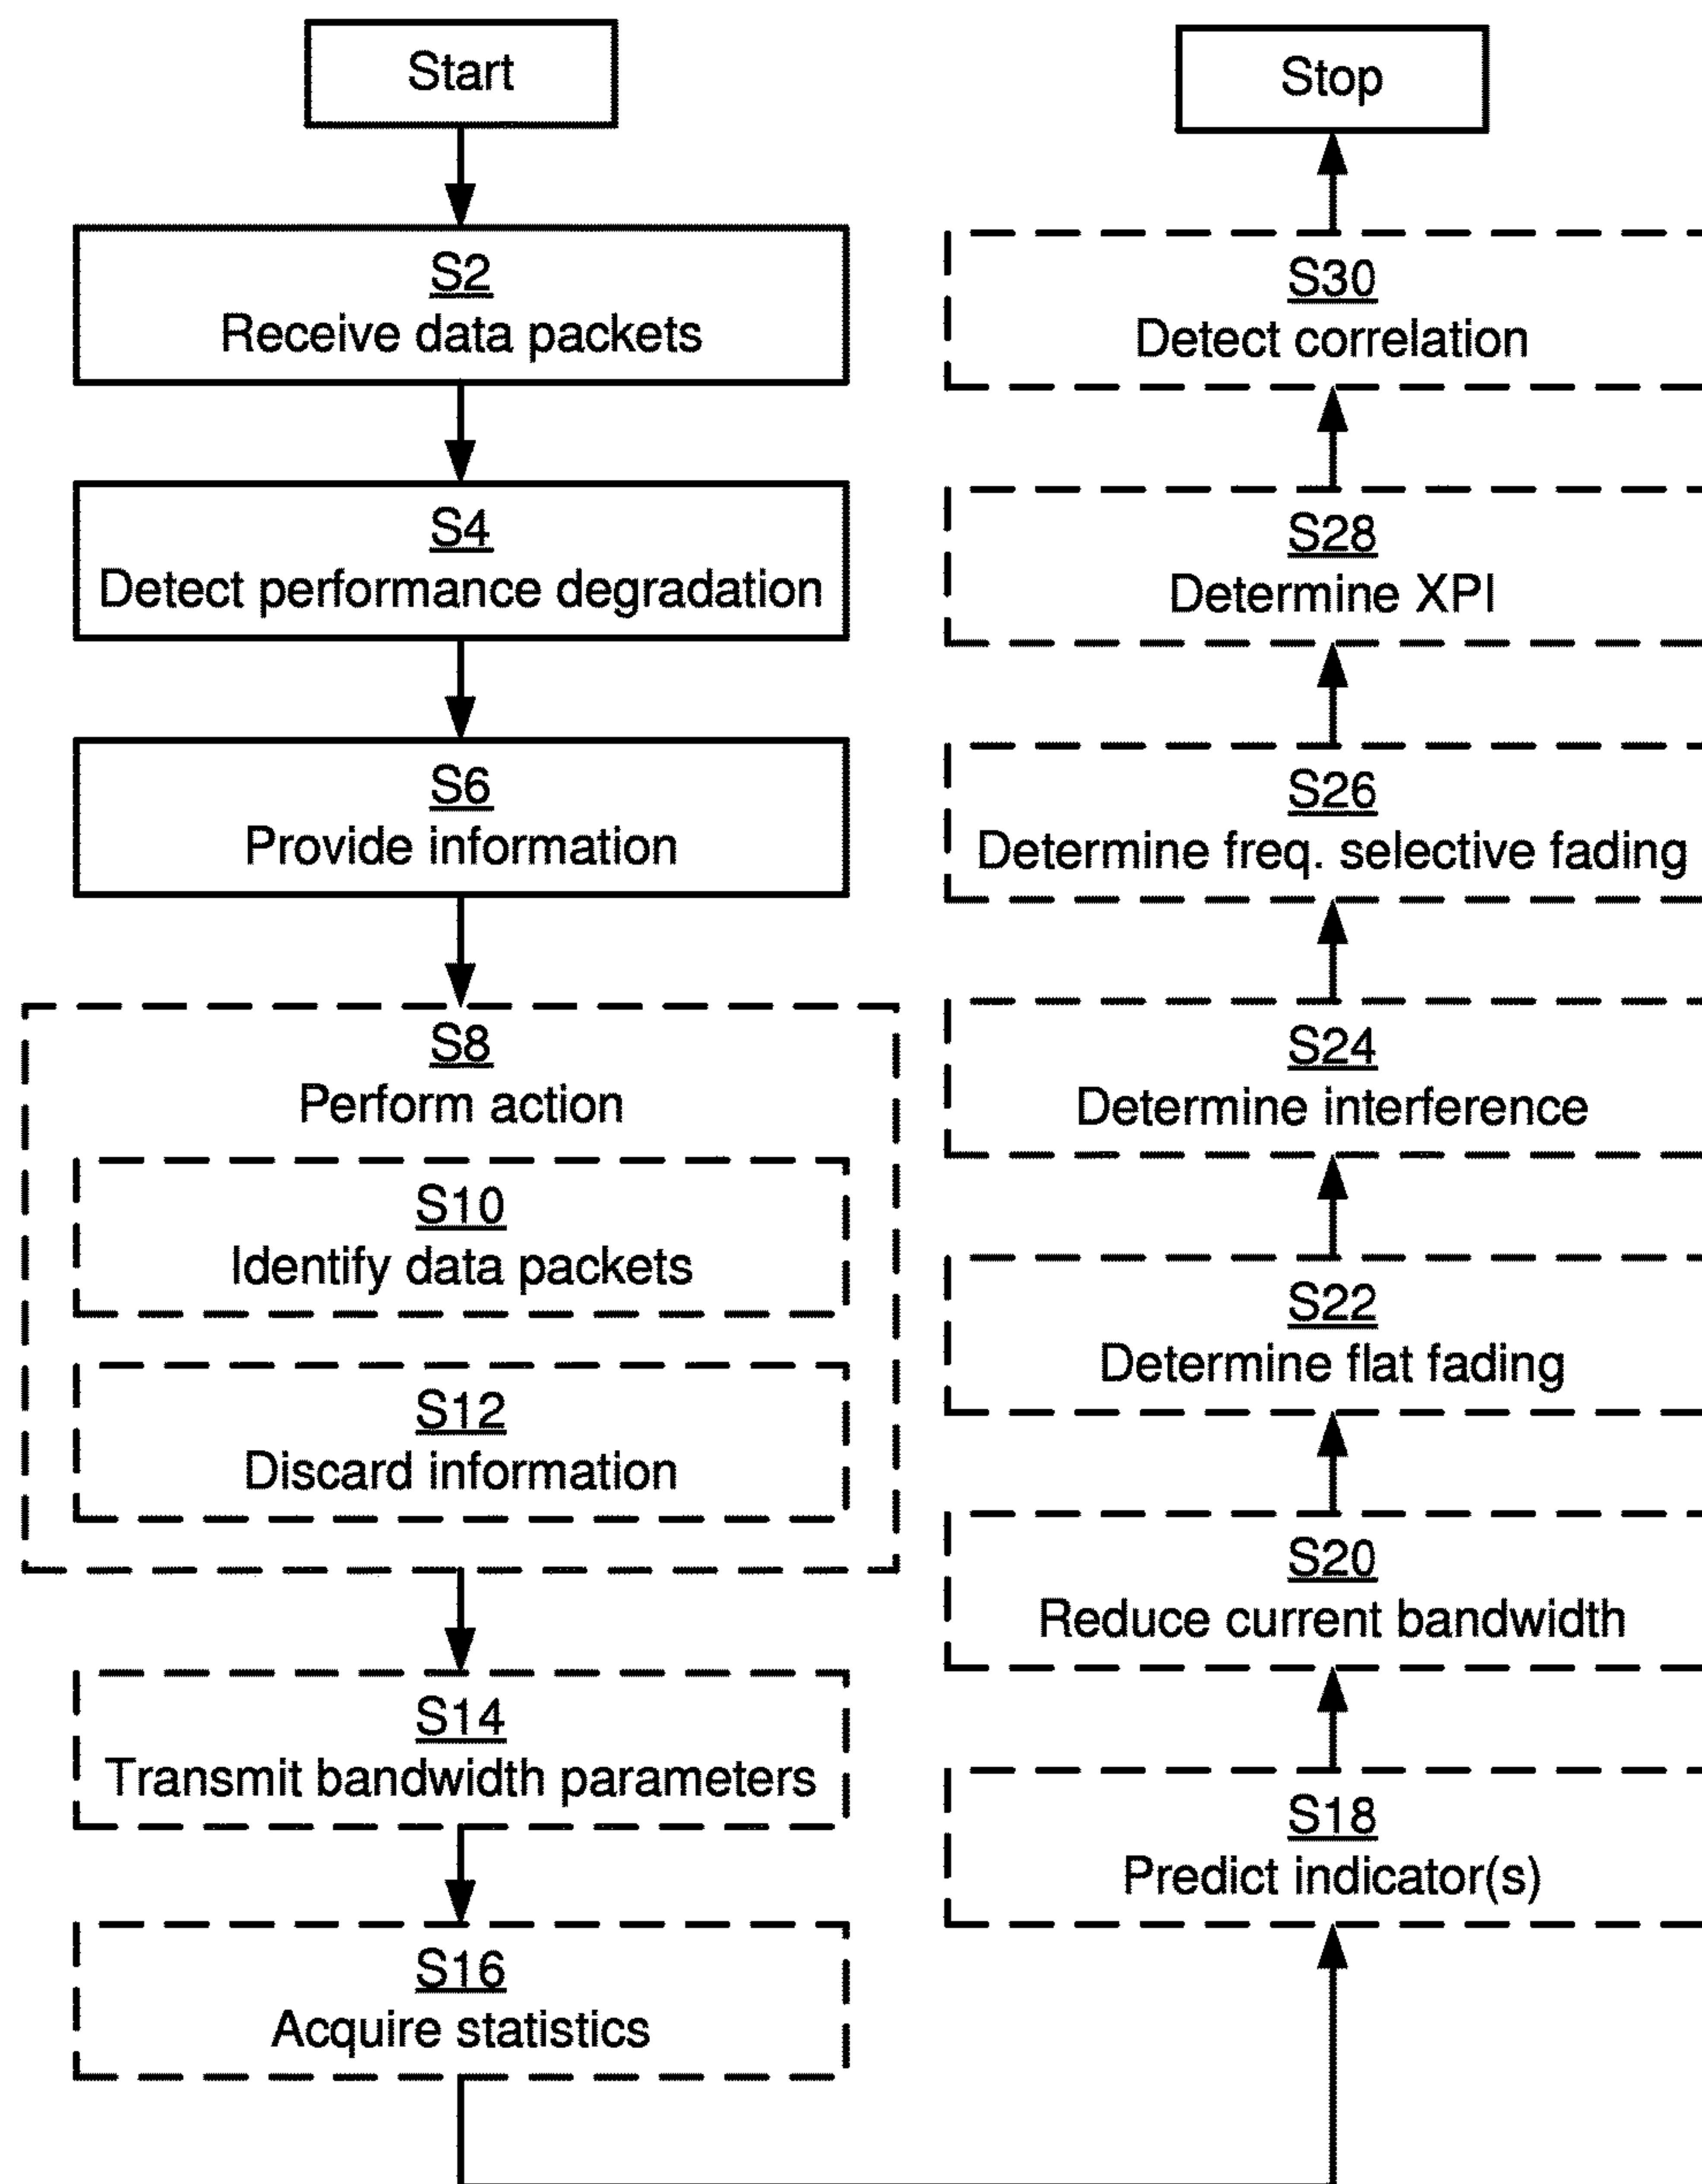 Start
S2
Receive data packets
S4
Detect performance degradation
S6
Provide information
S8
Perform action
S10
Identify data packets
S12
Discard information
S14
Transmit bandwidth parameters
S16
Acquire statistics
S18
Predict indicator(s)
S20
Reduce current bandwidth
S22
Determine flat fading
S24
Determine interference
S26
Determine freq. selective fading
S28
Determine XPI
S30
Detect correlation
Stop